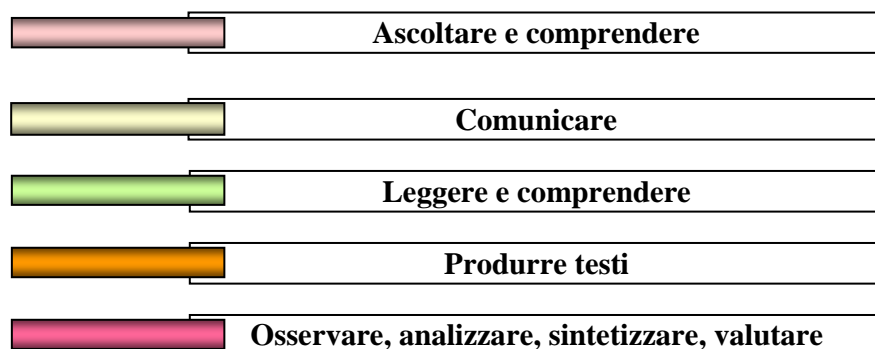 Ascoltare e comprendere
Comunicare
Leggere e comprendere
Produrre testi
Osservare, analizzare, sintetizzare, valutare